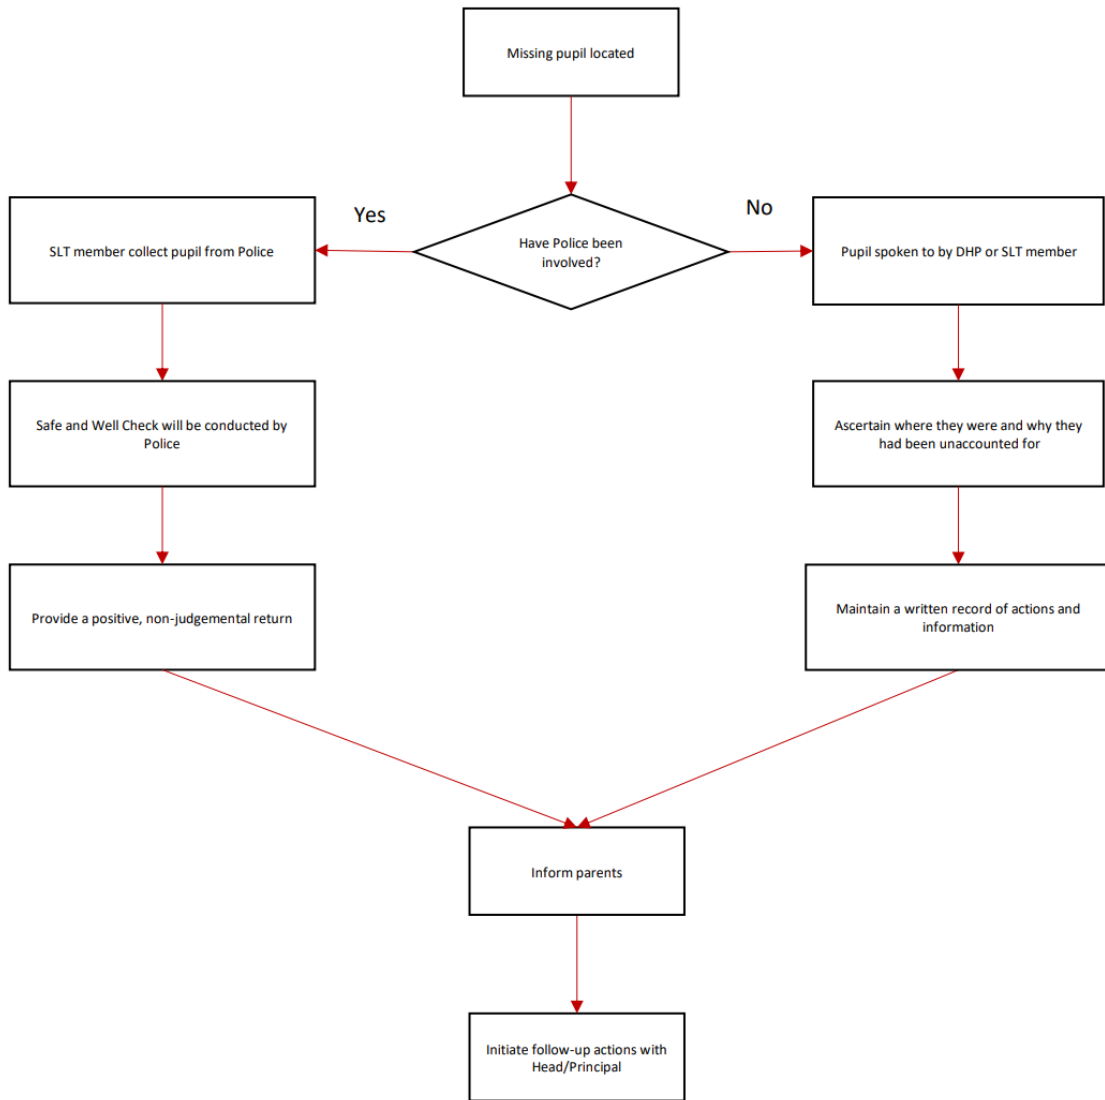 Missing pupil located
Yes
No
Have Police been
involved?
SLT member collect pupil from Police
Pupil spoken to by DHP or SLT member
Safe and Well Check will be conducted by
Police
Ascertain where they were and why they
had been unaccounted for
Provide a positive, non-judgemental return
Maintain a written record of actions and
information
Inform parents
Initiate follow-up actions with
Head/Principal